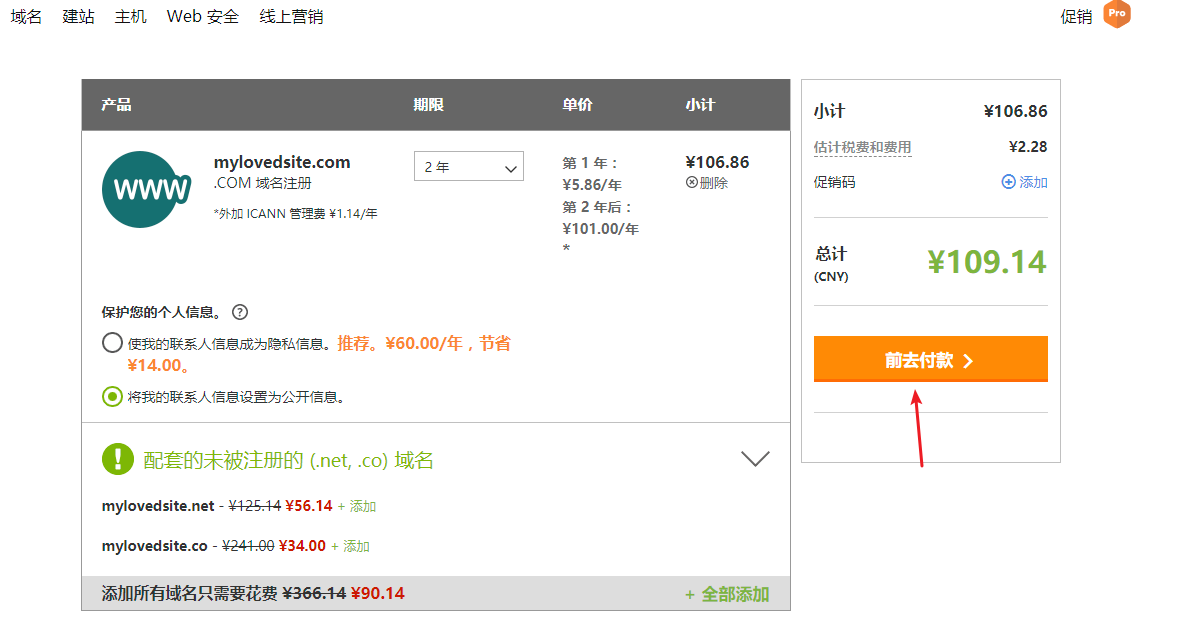 域名 建站 主机 Web 安全 线上营销 促销 Pro
产品 期限 单价 小计
www
mylovedsite.com
.COM 域名注册
*外加 ICANN 管理费 ¥1.14/年
2 年
第 1 年：
¥5.86/年
第 2 年后：
¥101.00/年
*
¥106.86
删除
保护您的个人信息。 ?
使我的联系人信息成为隐私信息。推荐。¥60.00/年，节省
¥14.00。
将我的联系人信息设置为公开信息。
! 配套的未被注册的 (.net, .co) 域名
mylovedsite.net - ¥125.14 ¥56.14 + 添加
mylovedsite.co - ¥241.00 ¥34.00 + 添加
添加所有域名只需要花费 ¥366.14 ¥90.14 + 全部添加
小计 ¥106.86
估计税费和费用 ¥2.28
促销码 添加
总计 ¥109.14
(CNY)
前去付款